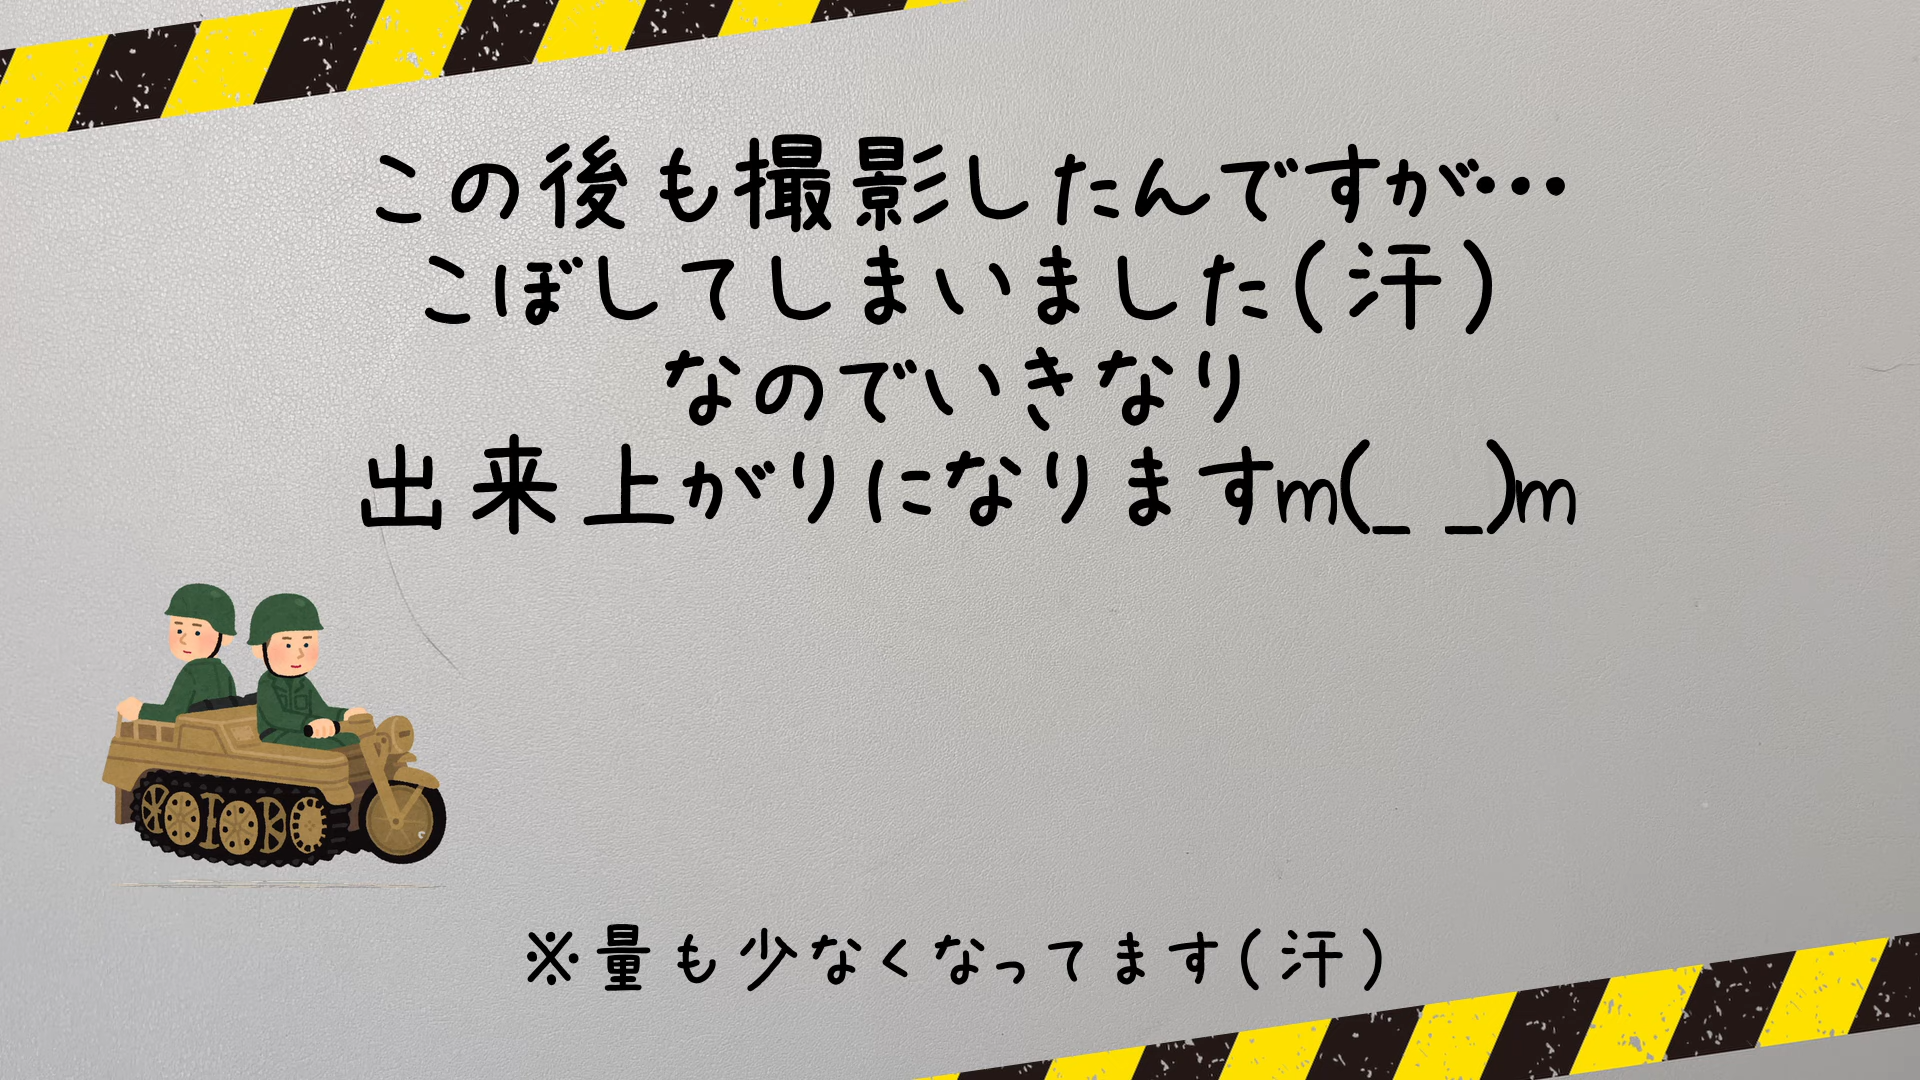 この後も撮影したんですが…
こぼしてしまいました(汗)
なのでいきなり
出来上がりになりますm(_ _)m
※量も少なくなってます(汗)